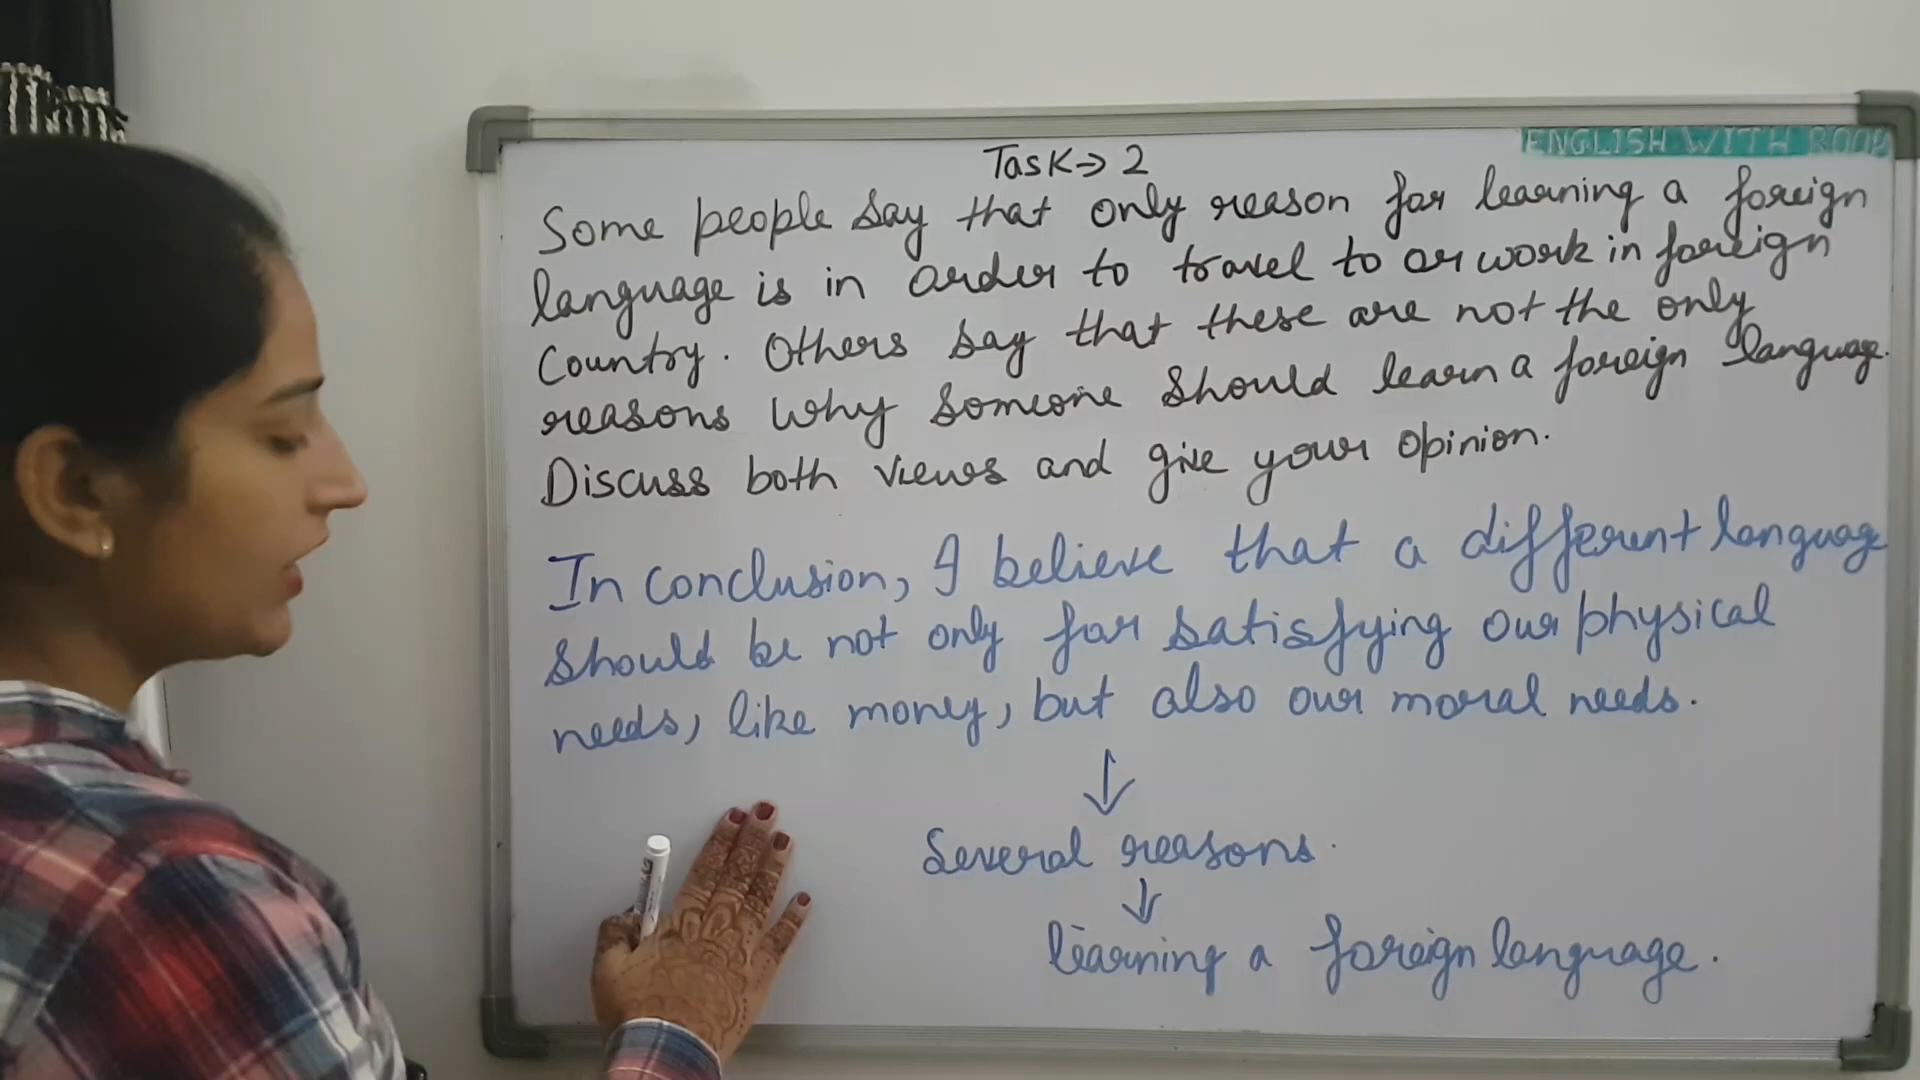 ENGLISH WITH ROOP
Task → 2
Some people say that only reason for learning a foreign
language is in order to travel to or work in foreign
Country. Others say that these are not the only
reasons why someone should learn a foreign language.
Discuss both views and give your opinion.
In conclusion, I believe that a different language
should be not only for satisfying our physical
needs, like money, but also our moral needs.
↓
Several reasons.
↓
learning a foreign language.